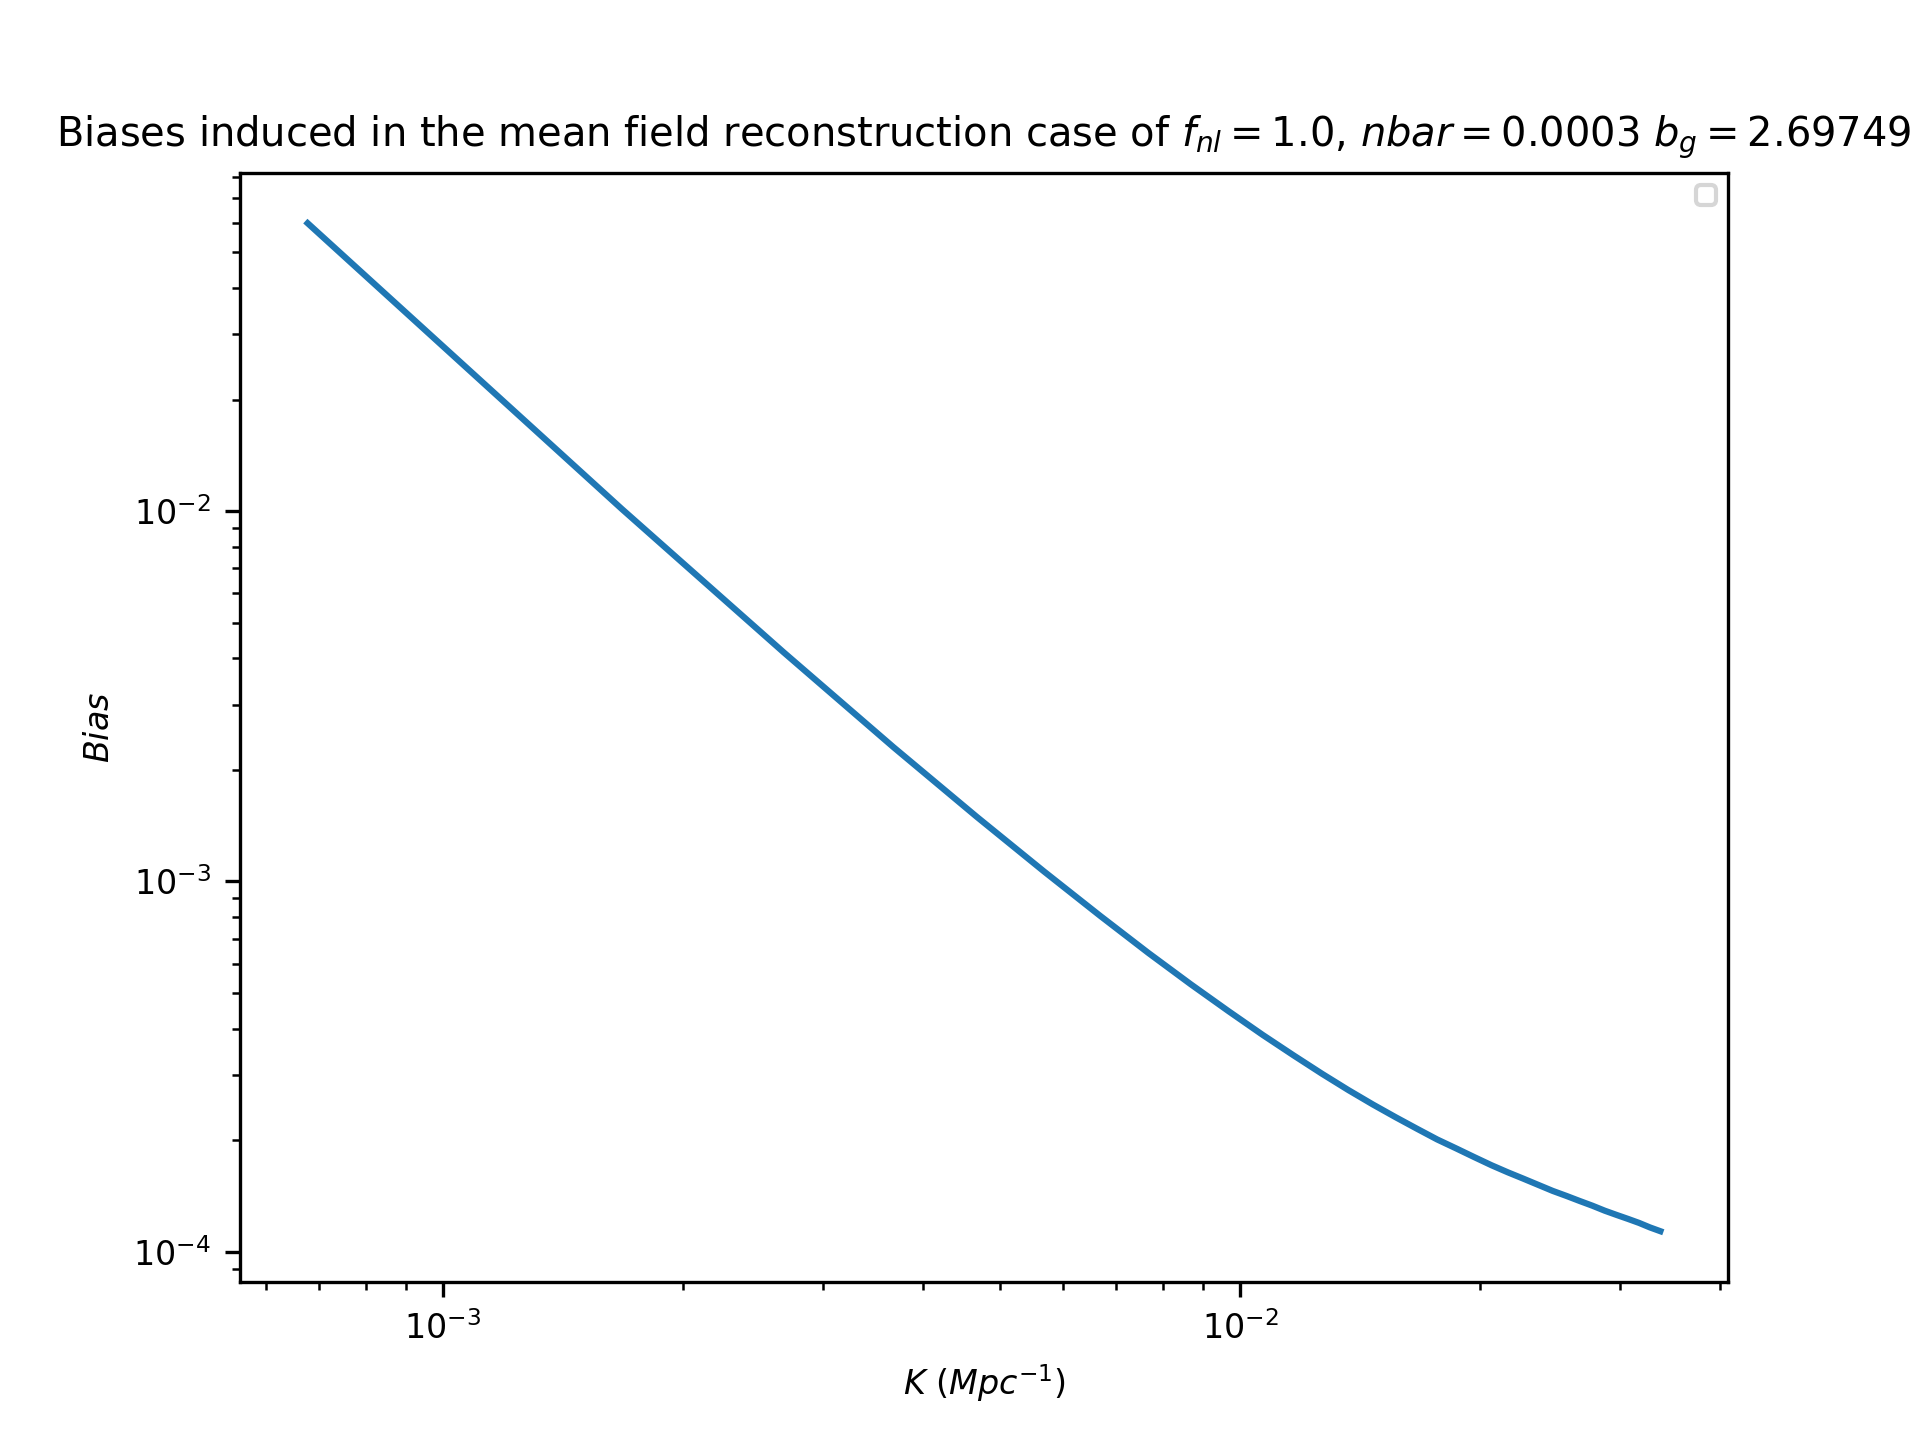 Biases induced in the mean field reconstruction case of $f_{nl} = 1.0$, $nbar = 0.0003$ $b_g = 2.69749$
$10^{-2}$
$10^{-3}$
$10^{-4}$
Bias
$10^{-3}$ $10^{-2}$
$K$ $(Mpc^{-1})$